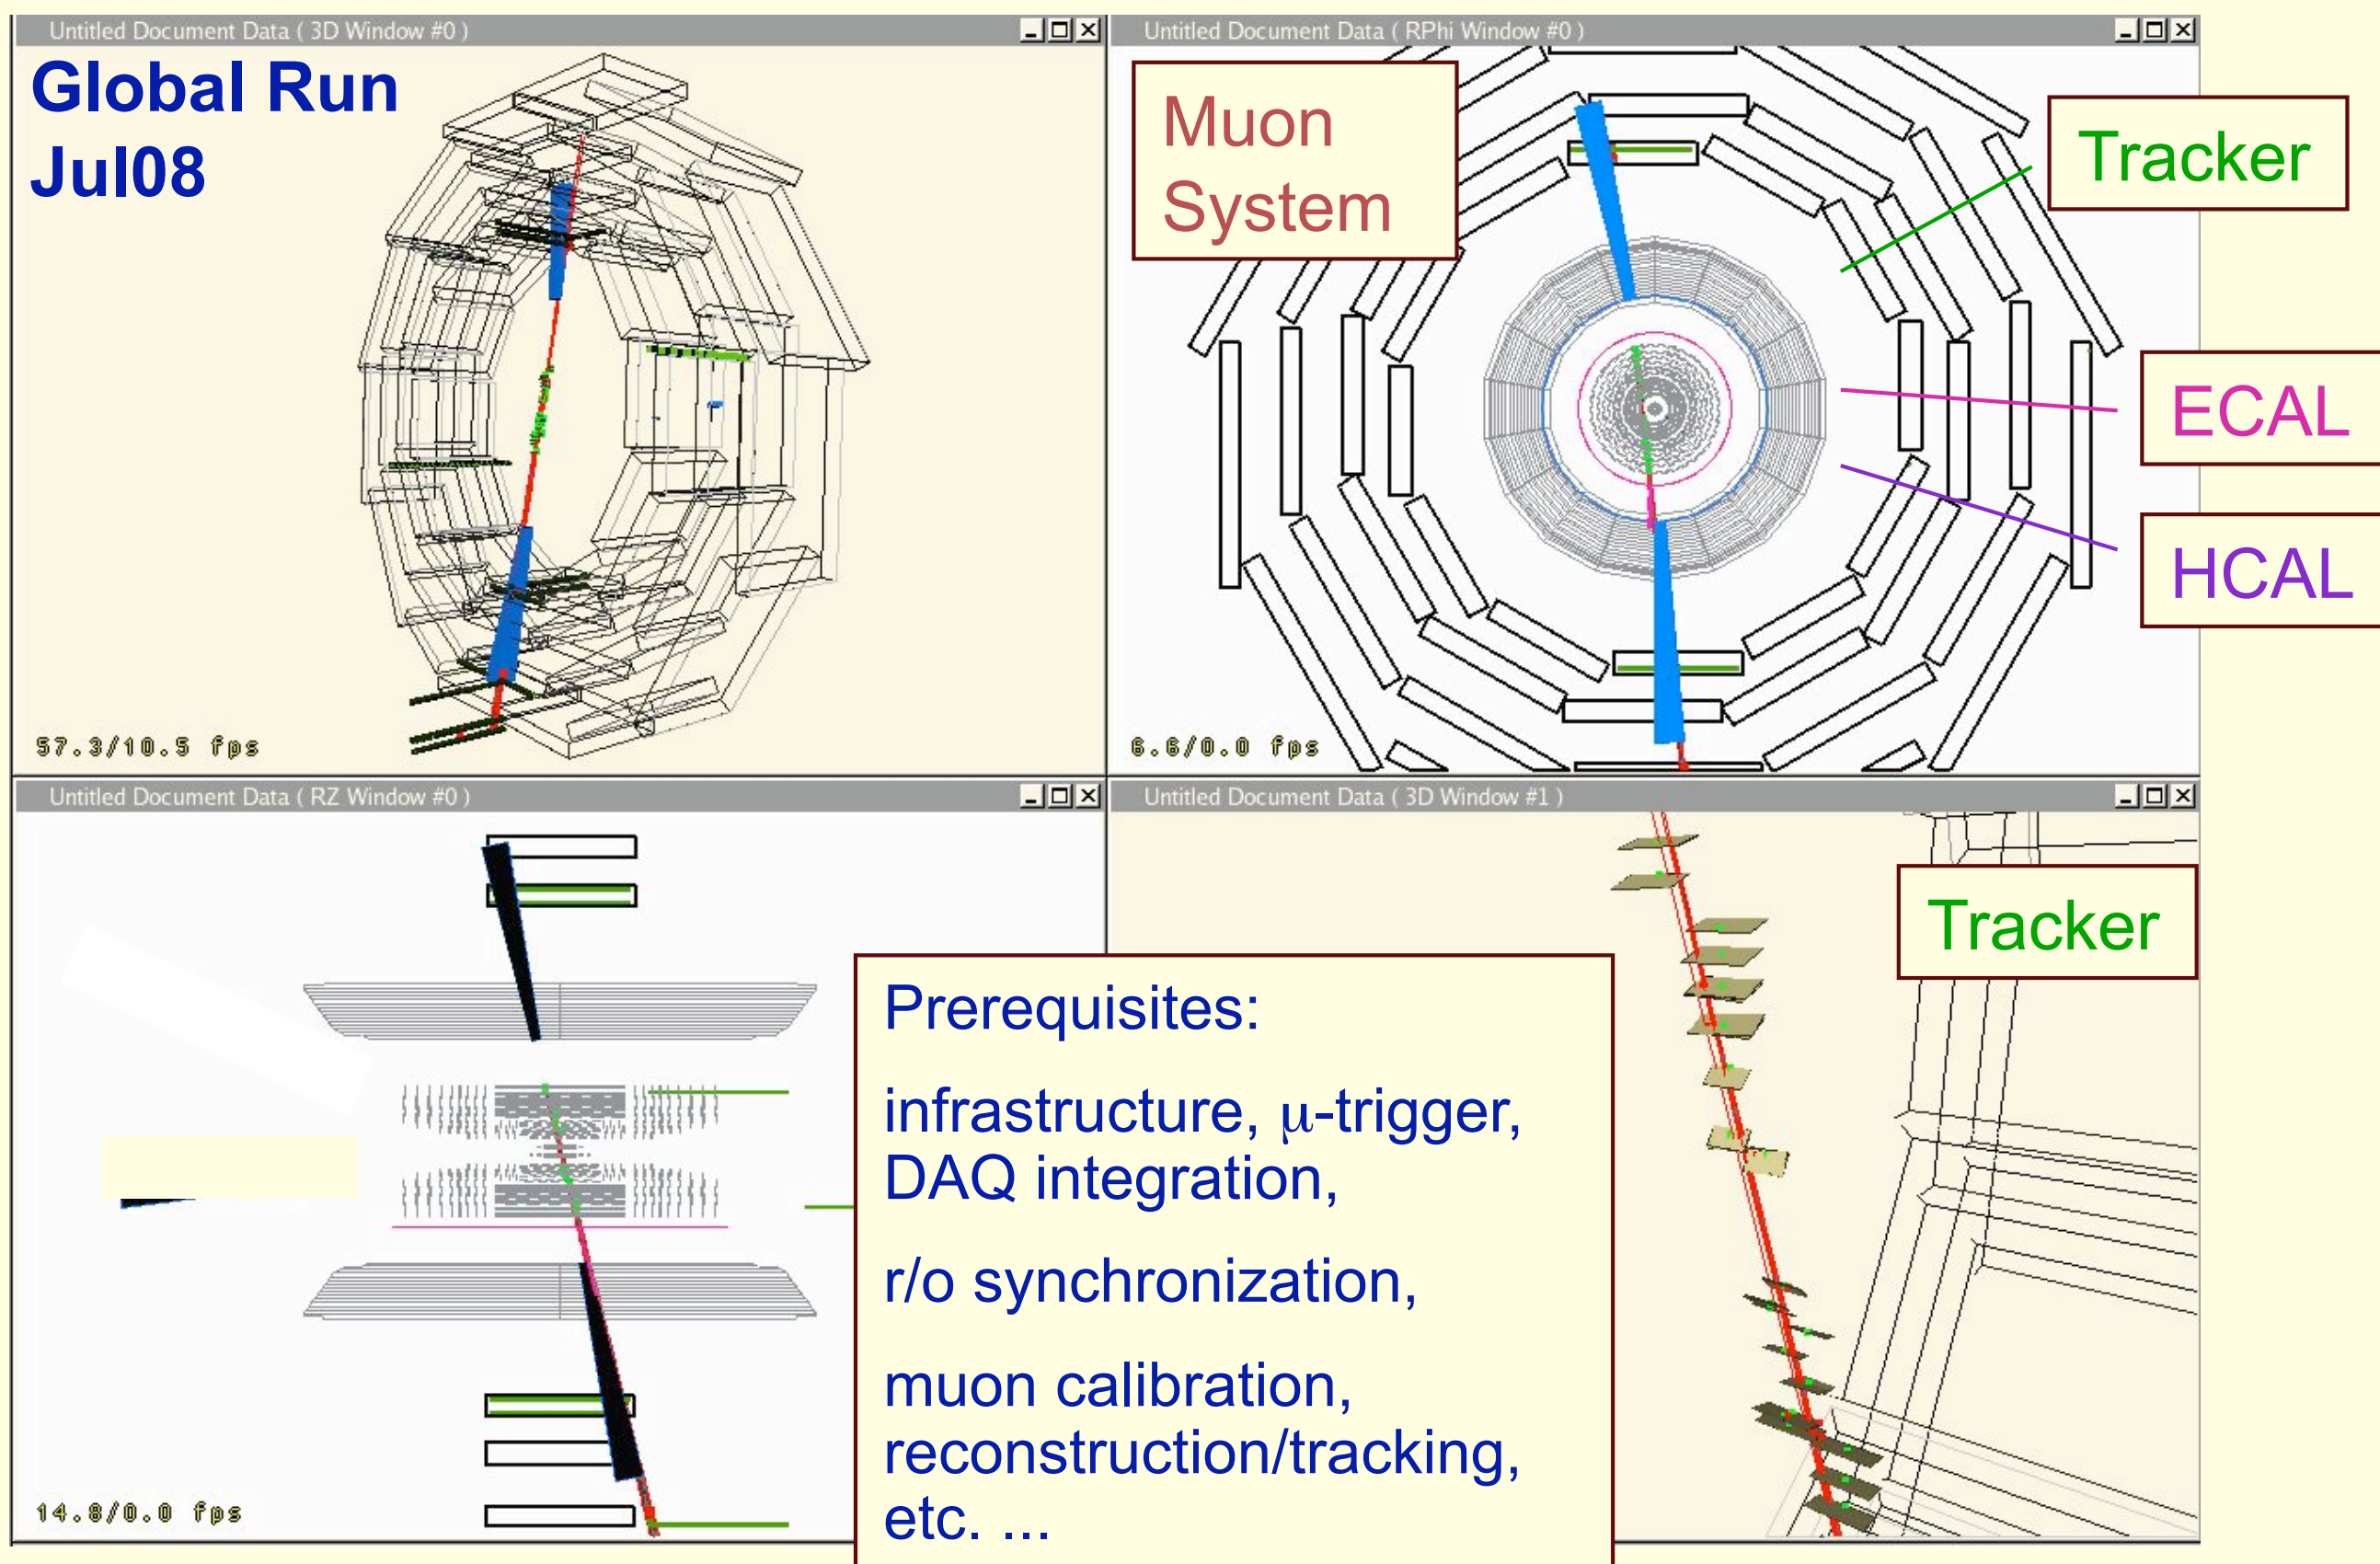 Untitled Document Data ( 3D Window #0 )
Global Run
Jul08
57.3/10.5 fps
Untitled Document Data ( RPhi Window #0 )
Muon
System
Tracker
ECAL
HCAL
6.6/0.0 fps
Untitled Document Data ( RZ Window #0 )
14.8/0.0 fps
Untitled Document Data ( 3D Window #1 )
Tracker
Prerequisites:
infrastructure, μ-trigger,
DAQ integration,
r/o synchronization,
muon calibration,
reconstruction/tracking,
etc. ...